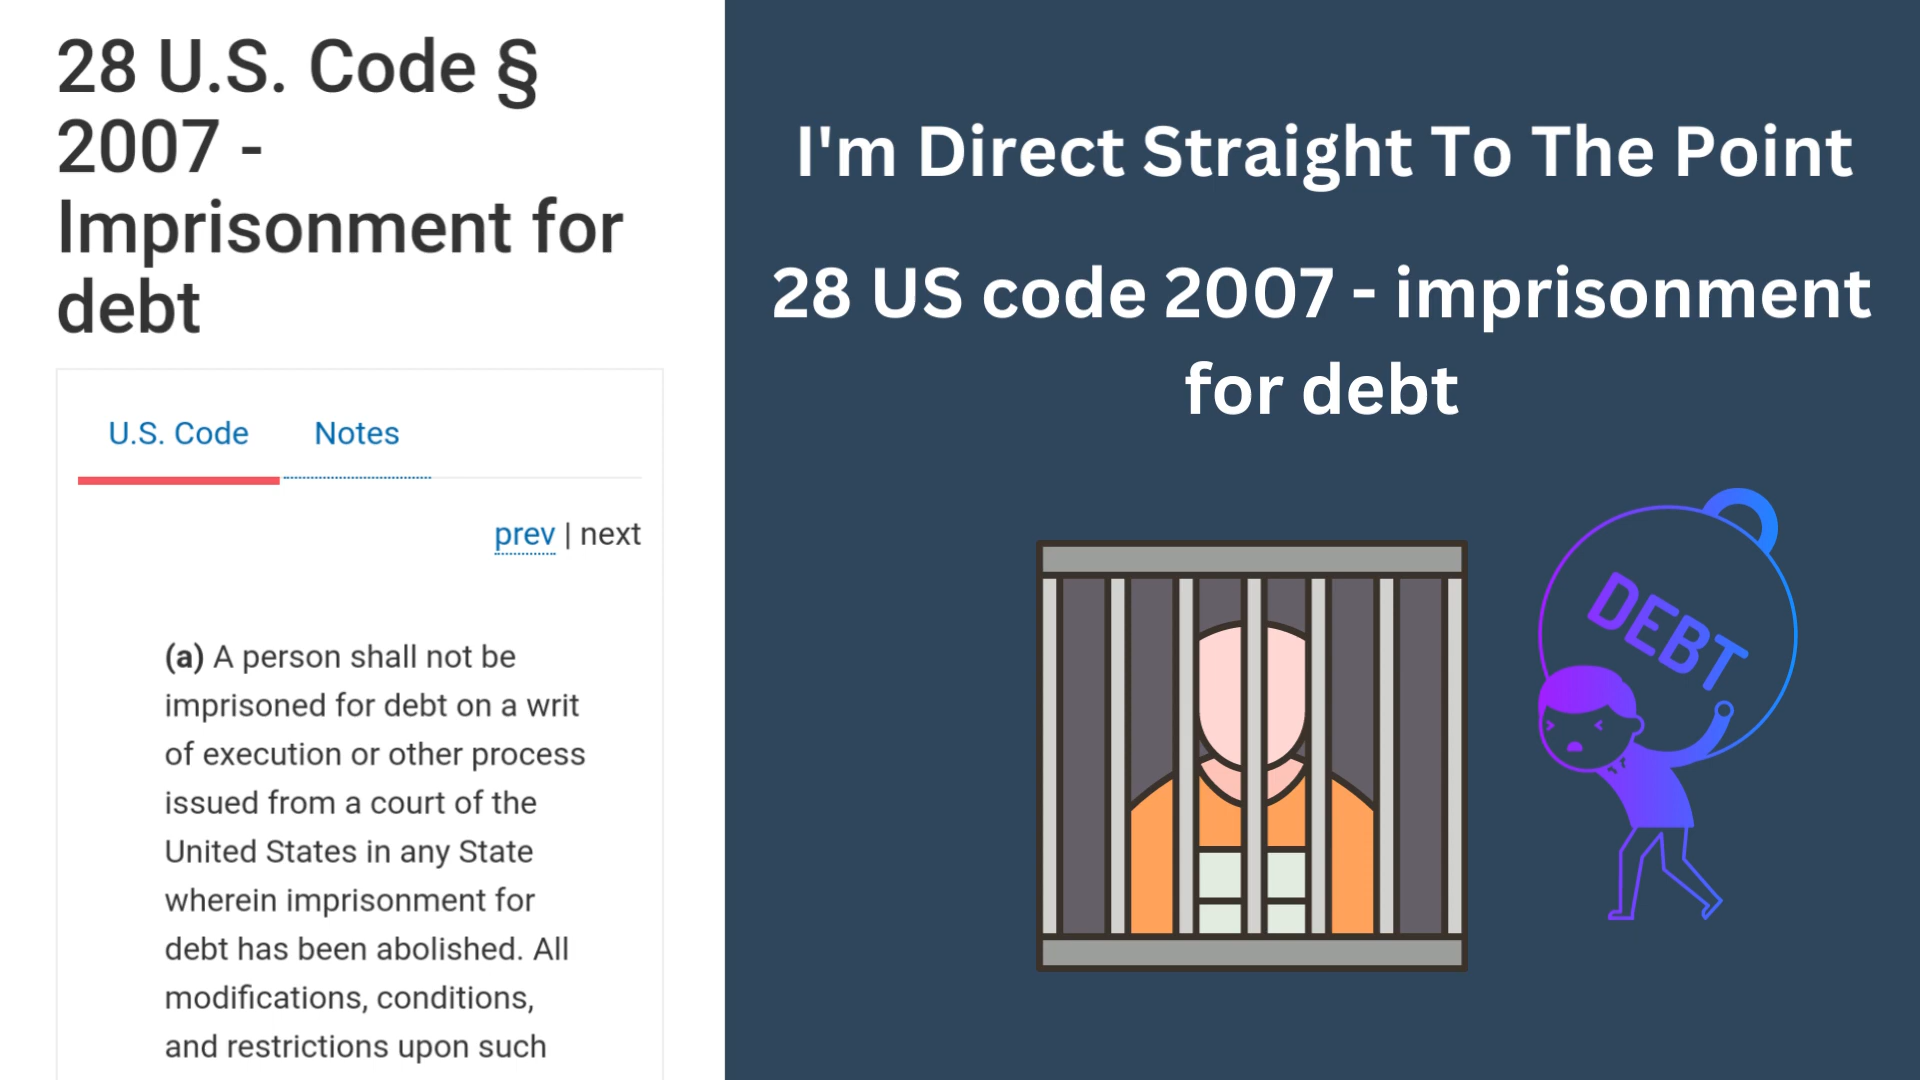 28 U.S. Code §
2007 -
Imprisonment for
debt
U.S. Code
Notes
prev | next
(a) A person shall not be
imprisoned for debt on a writ
of execution or other process
issued from a court of the
United States in any State
wherein imprisonment for
debt has been abolished. All
modifications, conditions,
and restrictions upon such
I'm Direct Straight To The Point
28 US code 2007 - imprisonment
for debt
DEBT